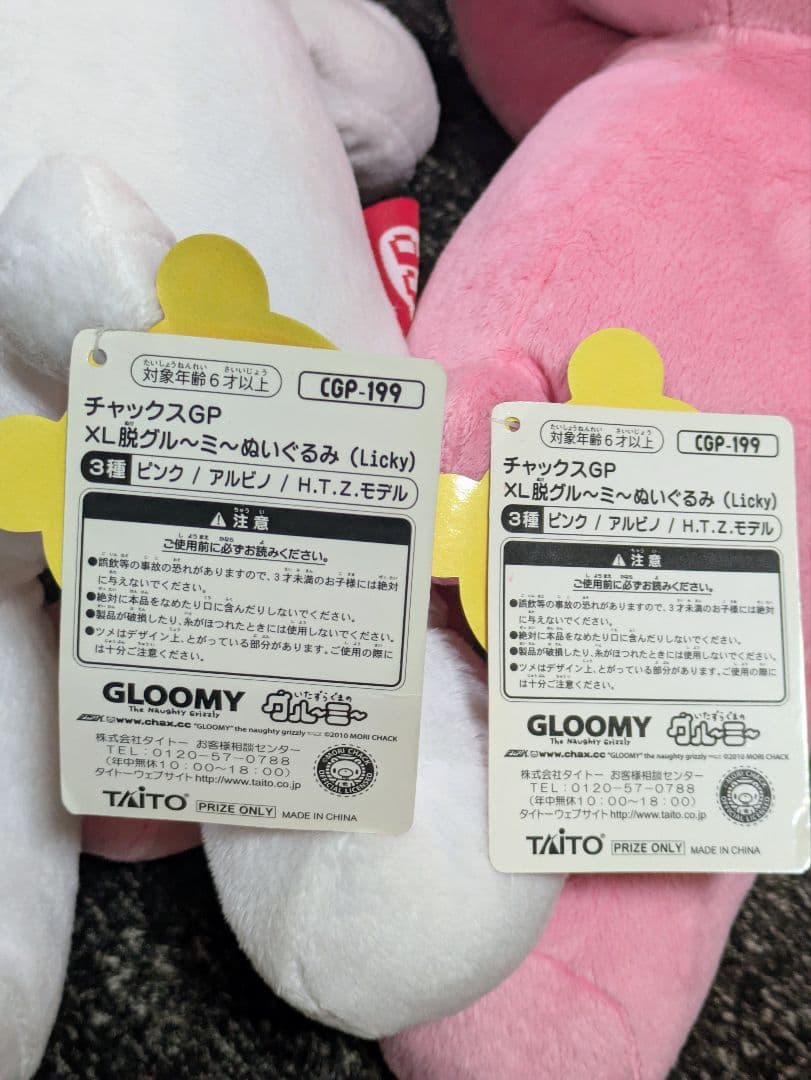 たいしょうねんれい さいいじょう
対象年齢6才以上
CGP-199
チャックスGP
ぬけ
XL脱グル〜ミ〜ぬいぐるみ (Licky)
3種 ピンク / アルビノ / H.T.Z.モデル
ちゅう い
⚠注意
し よう まえ かなら よ
ご使用前に必ずお読みください。
●誤飲等の事故の恐れがありますので、3才未満のお子様には絶対
に与えないでください。
●絶対に本品をなめたり口に含んだりしないでください。
●製品が破損したり、糸がほつれたときには使用しないでください。
●ツメはデザイン上、とがっている部分があります。ご使用の際に
は十分ご注意ください。
GLOOMY
The Naughty Grizzly
いたずらぐまの
グル〜ミ〜
www.chax.cc "GLOOMY" the naughty grizzly ©2010 MORI CHACK
株式会社タイトー お客様相談センター
TEL:0120-57-0788
(年中無休10:00〜18:00)
タイトーウェブサイト http://www.taito.co.jp
MORI CHACK
OFFICIAL LICENSED
TAITO® PRIZE ONLY MADE IN CHINA
たいしょうねんれい さいいじょう
対象年齢6才以上
CGP-199
チャックスGP
XL脱グル〜ミ〜ぬいぐるみ (Licky)
3種 ピンク / アルビノ / H.T.Z.モデル
⚠注意
ご使用前に必ずお読みください。
●誤飲等の事故の恐れがありますので、3才未満のお子様には絶対
に与えないでください。
●絶対に本品をなめたり口に含んだりしないでください。
●製品が破損したり、糸がほつれたときには使用しないでください。
●ツメはデザイン上、とがっている部分があります。ご使用の際に
は十分ご注意ください。
GLOOMY
The Naughty Grizzly
いたずらぐまの
グル〜ミ〜
www.chax.cc "GLOOMY" the naughty grizzly ©2010 MORI CHACK
株式会社タイトー お客様相談センター
TEL:0120-57-0788
(年中無休10:00〜18:00)
タイトーウェブサイト http://www.taito.co.jp
MORI CHACK
OFFICIAL LICENSED
TAITO® PRIZE ONLY MADE IN CHINA